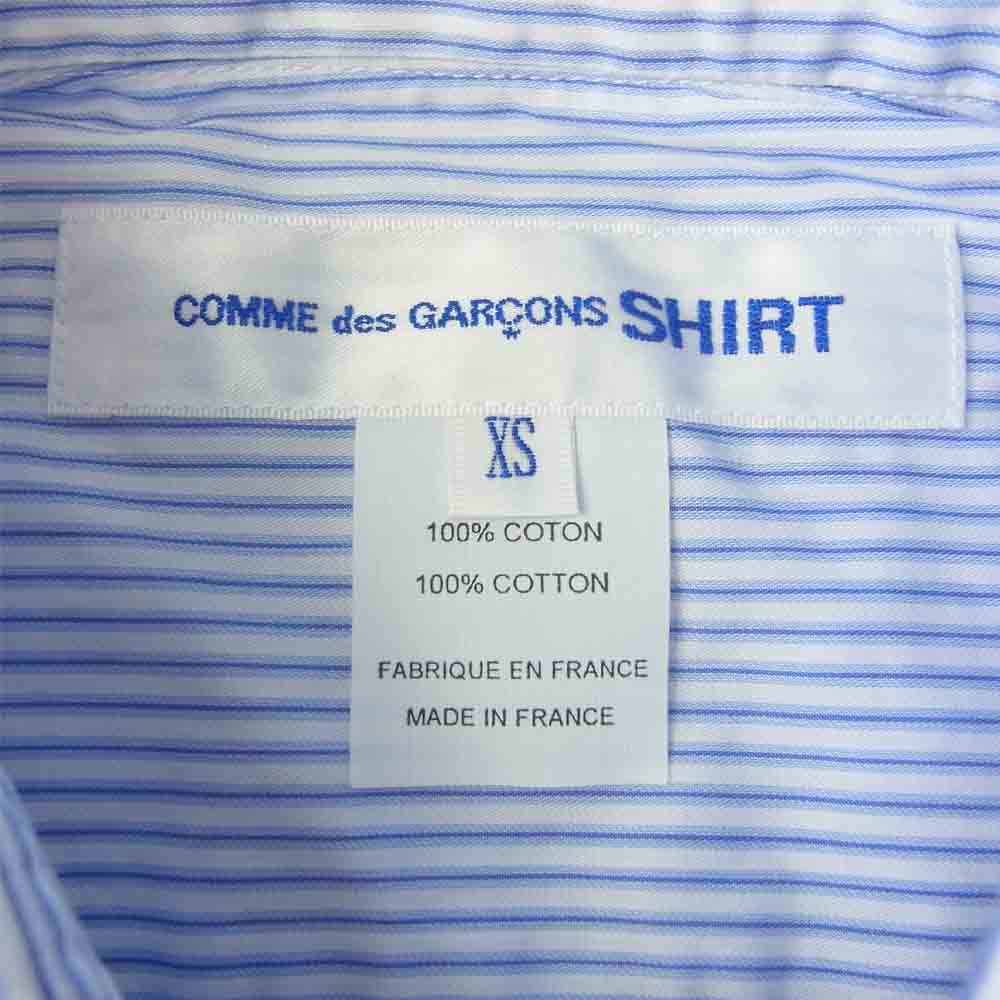 COMME des GARÇONS SHIRT
XS
100% COTON
100% COTTON
FABRIQUE EN FRANCE
MADE IN FRANCE